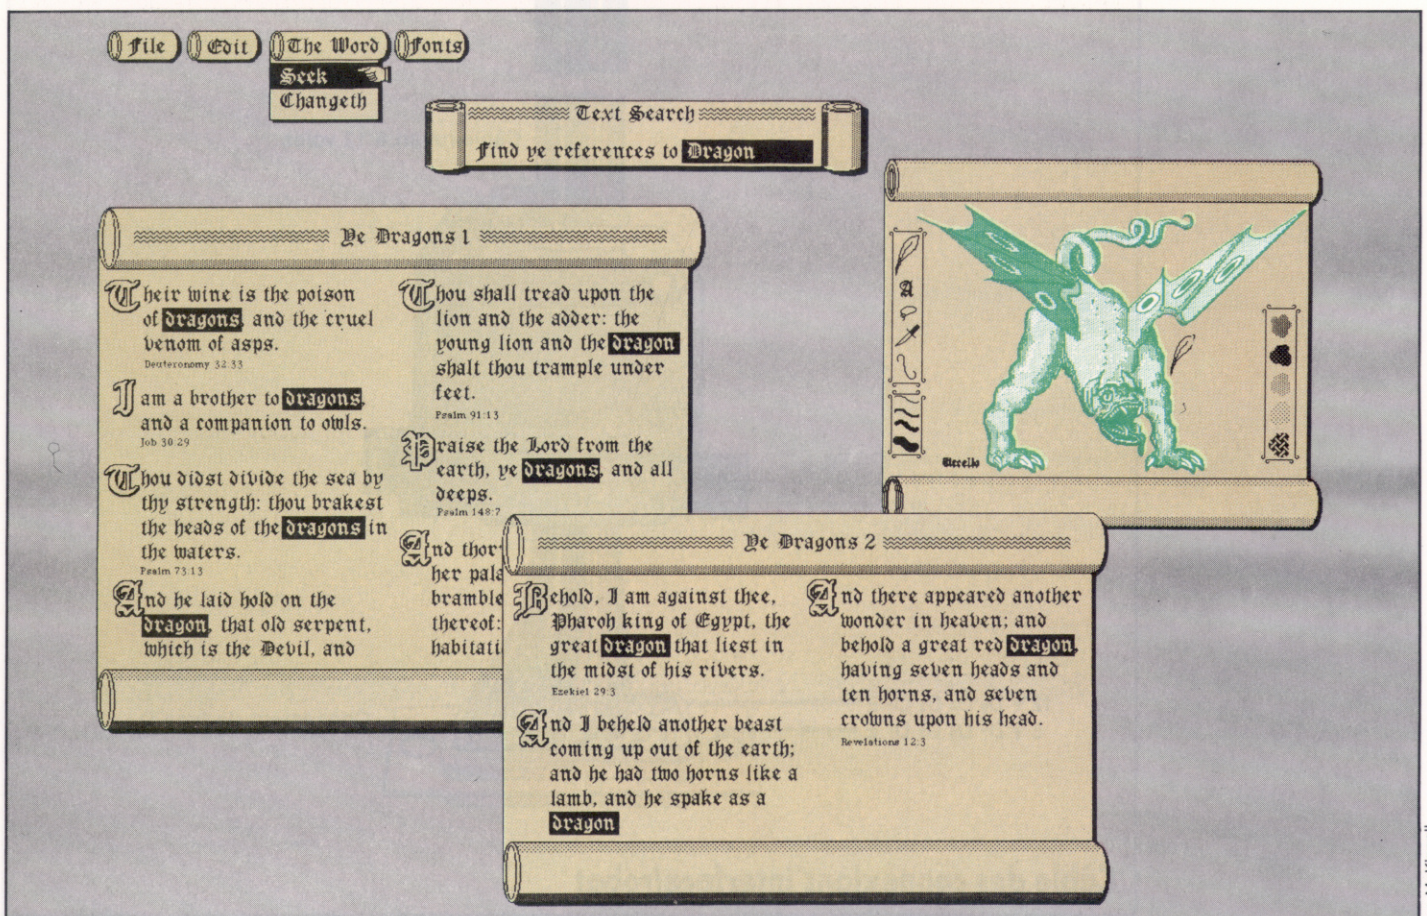 File Edit The Word Fonts
Seek
Changeth
Text Search
Find ye references to Dragon
Ye Dragons 1
Their wine is the poison
of dragons, and the cruel
venom of asps.
Deuteronomy 32:33
I am a brother to dragons,
and a companion to owls.
Job 30:29
Thou didst divide the sea by
thy strength: thou brakest
the heads of the dragons in
the waters.
Psalm 73:13
And he laid hold on the
dragon, that old serpent,
which is the Devil, and
Thou shall tread upon the
lion and the adder: the
young lion and the dragon
shalt thou trample under
feet.
Psalm 91:13
Praise the Lord from the
earth, ye dragons, and all
deeps.
Psalm 148:7
And thor
her pala
bramble
thereof:
habitati
A
Uccello
Ye Dragons 2
Behold, I am against thee,
Pharoh king of Egypt, the
great dragon that liest in
the midst of his rivers.
Ezekiel 29:3
And I beheld another beast
coming up out of the earth;
and he had two horns like a
lamb, and he spake as a
dragon
And there appeared another
wonder in heaven; and
behold a great red dragon,
having seven heads and
ten horns, and seven
crowns upon his head.
Revelations 12:3